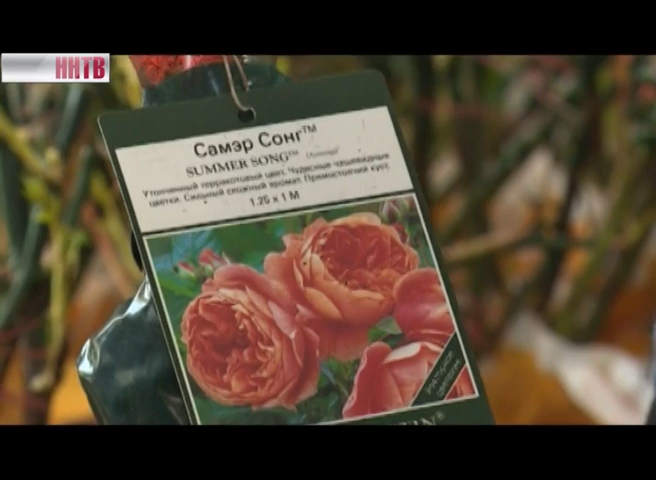 ННТВ
Самэр Сонг™
SUMMER SONG™
Утонченный терракотовый цвет. Чудесные чашевидные
цветки. Сильный сложный аромат. Прямостоячий куст.
1.25 x 1 М